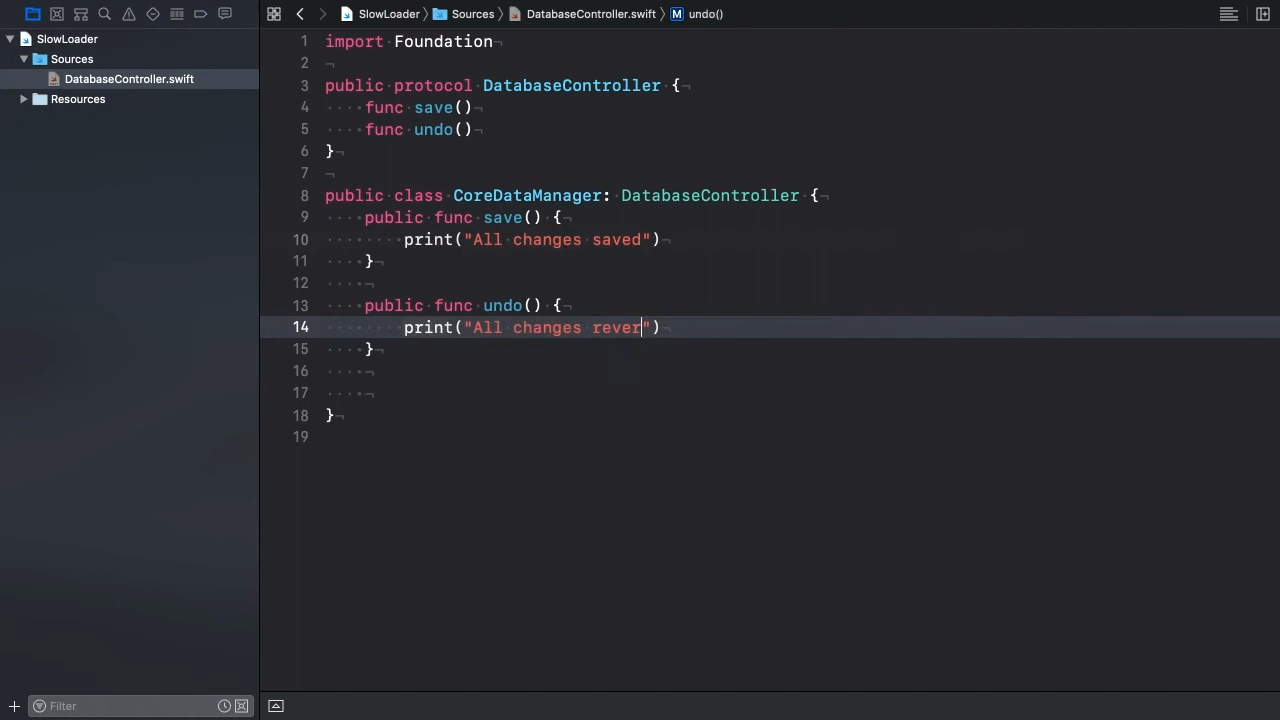 SlowLoader 〉 Sources 〉 DatabaseController.swift 〉 M undo()
SlowLoader
Sources
DatabaseController.swift
Resources
1 import Foundation
2
3 public protocol DatabaseController {
4     func save()
5     func undo()
6 }
7
8 public class CoreDataManager: DatabaseController {
9     public func save() {
10         print("All changes saved")
11     }
12
13     public func undo() {
14         print("All changes rever")
15     }
16
17
18 }
19
Filter